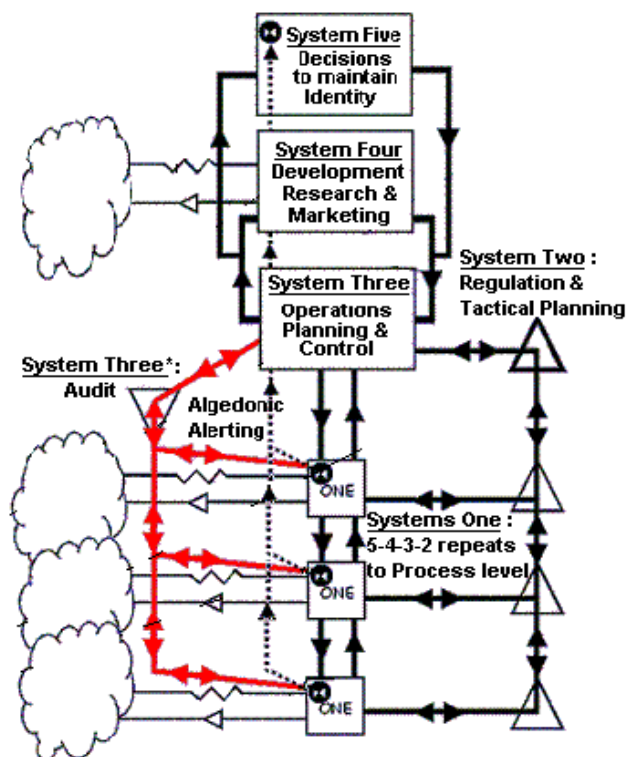 System Five
Decisions
to maintain
Identity
System Four
Development
Research &
Marketing
System Two :
Regulation &
Tactical Planning
System Three
Operations
Planning &
Control
System Three*:
Audit
Algedonic
Alerting
ONE
Systems One :
5-4-3-2 repeats
to Process level
ONE
ONE